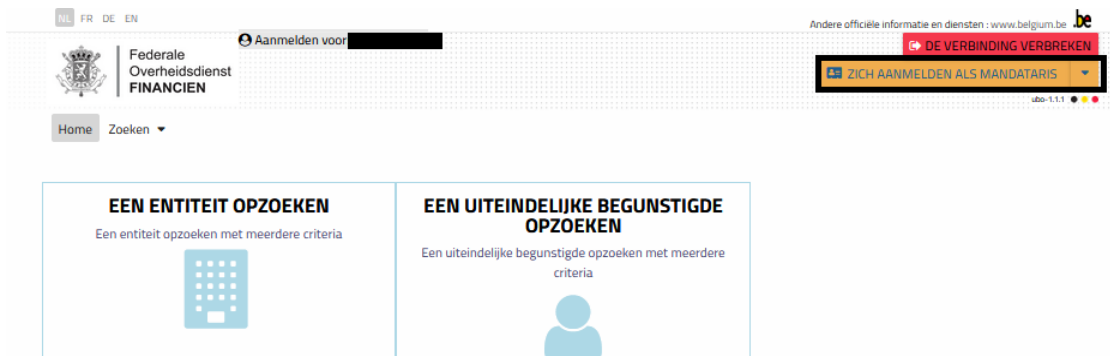 NL FR DE EN
Andere officiële informatie en diensten : www.belgium.be .be
Aanmelden voor
DE VERBINDING VERBREKEN
Federale
Overheidsdienst
FINANCIEN
ZICH AANMELDEN ALS MANDATARIS
ubo-1.1.1
Home Zoeken
EEN ENTITEIT OPZOEKEN
Een entiteit opzoeken met meerdere criteria
EEN UITEINDELIJKE BEGUNSTIGDE
OPZOEKEN
Een uiteindelijke begunstigde opzoeken met meerdere
criteria